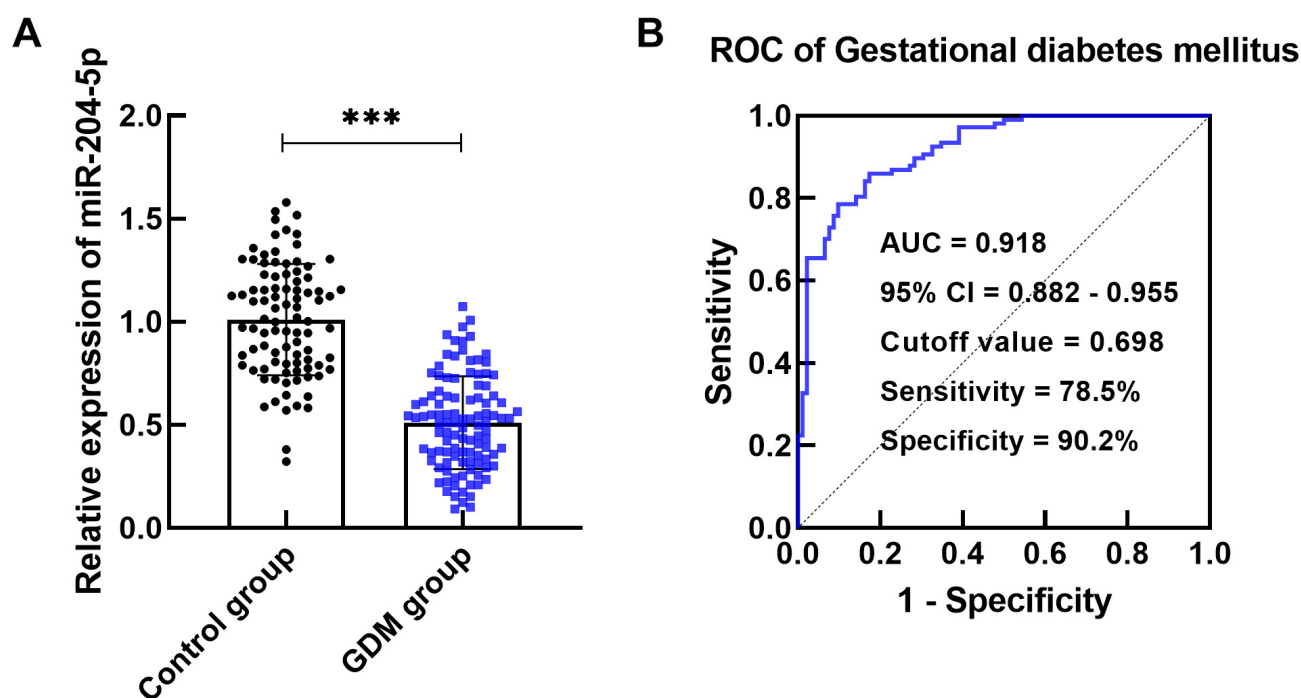 A
Relative expression of miR-204-5p
2.0
1.5
1.0
0.5
0.0
***
Control group
GDM group
B
ROC of Gestational diabetes mellitus
Sensitivity
1.0
0.8
0.6
0.4
0.2
0.0
AUC = 0.918
95% CI = 0.882 - 0.955
Cutoff value = 0.698
Sensitivity = 78.5%
Specificity = 90.2%
0.0 0.2 0.4 0.6 0.8 1.0
1 - Specificity